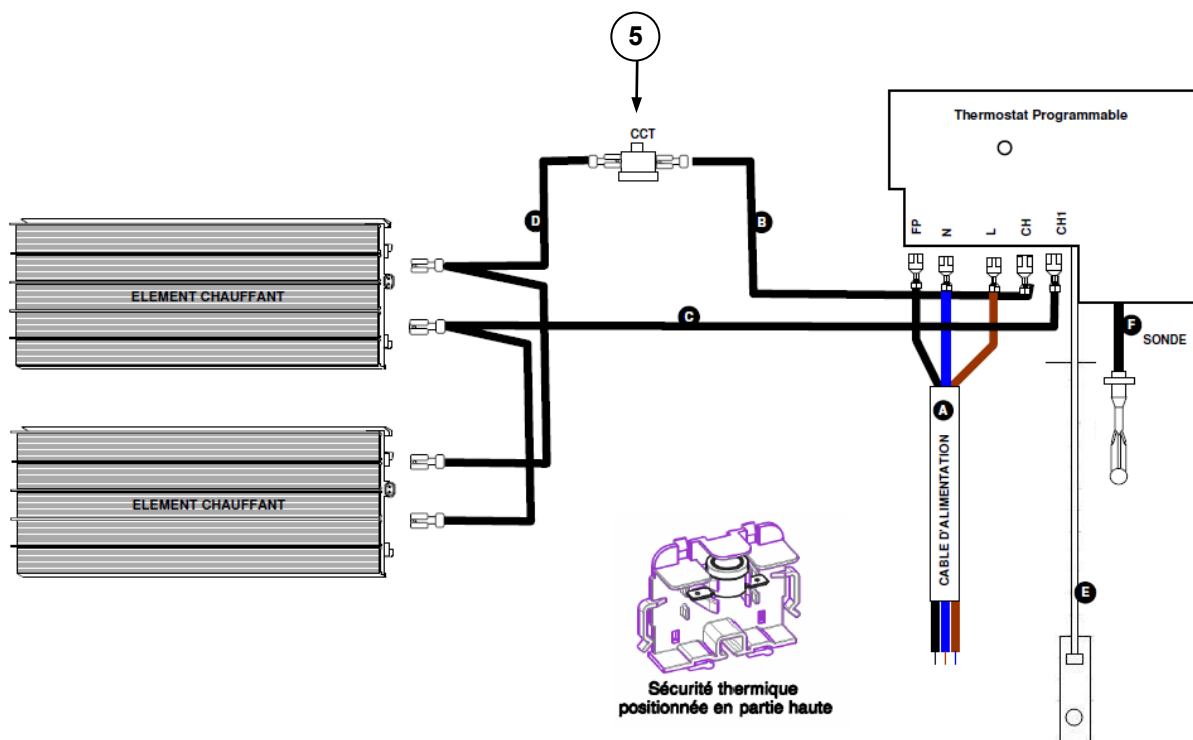 5
CCT
Thermostat Programmable
FP
N
L
CH
CH1
D
B
ELEMENT CHAUFFANT
C
F
SONDE
A
CABLE D'ALIMENTATION
ELEMENT CHAUFFANT
E
Sécurité thermique
positionnée en partie haute